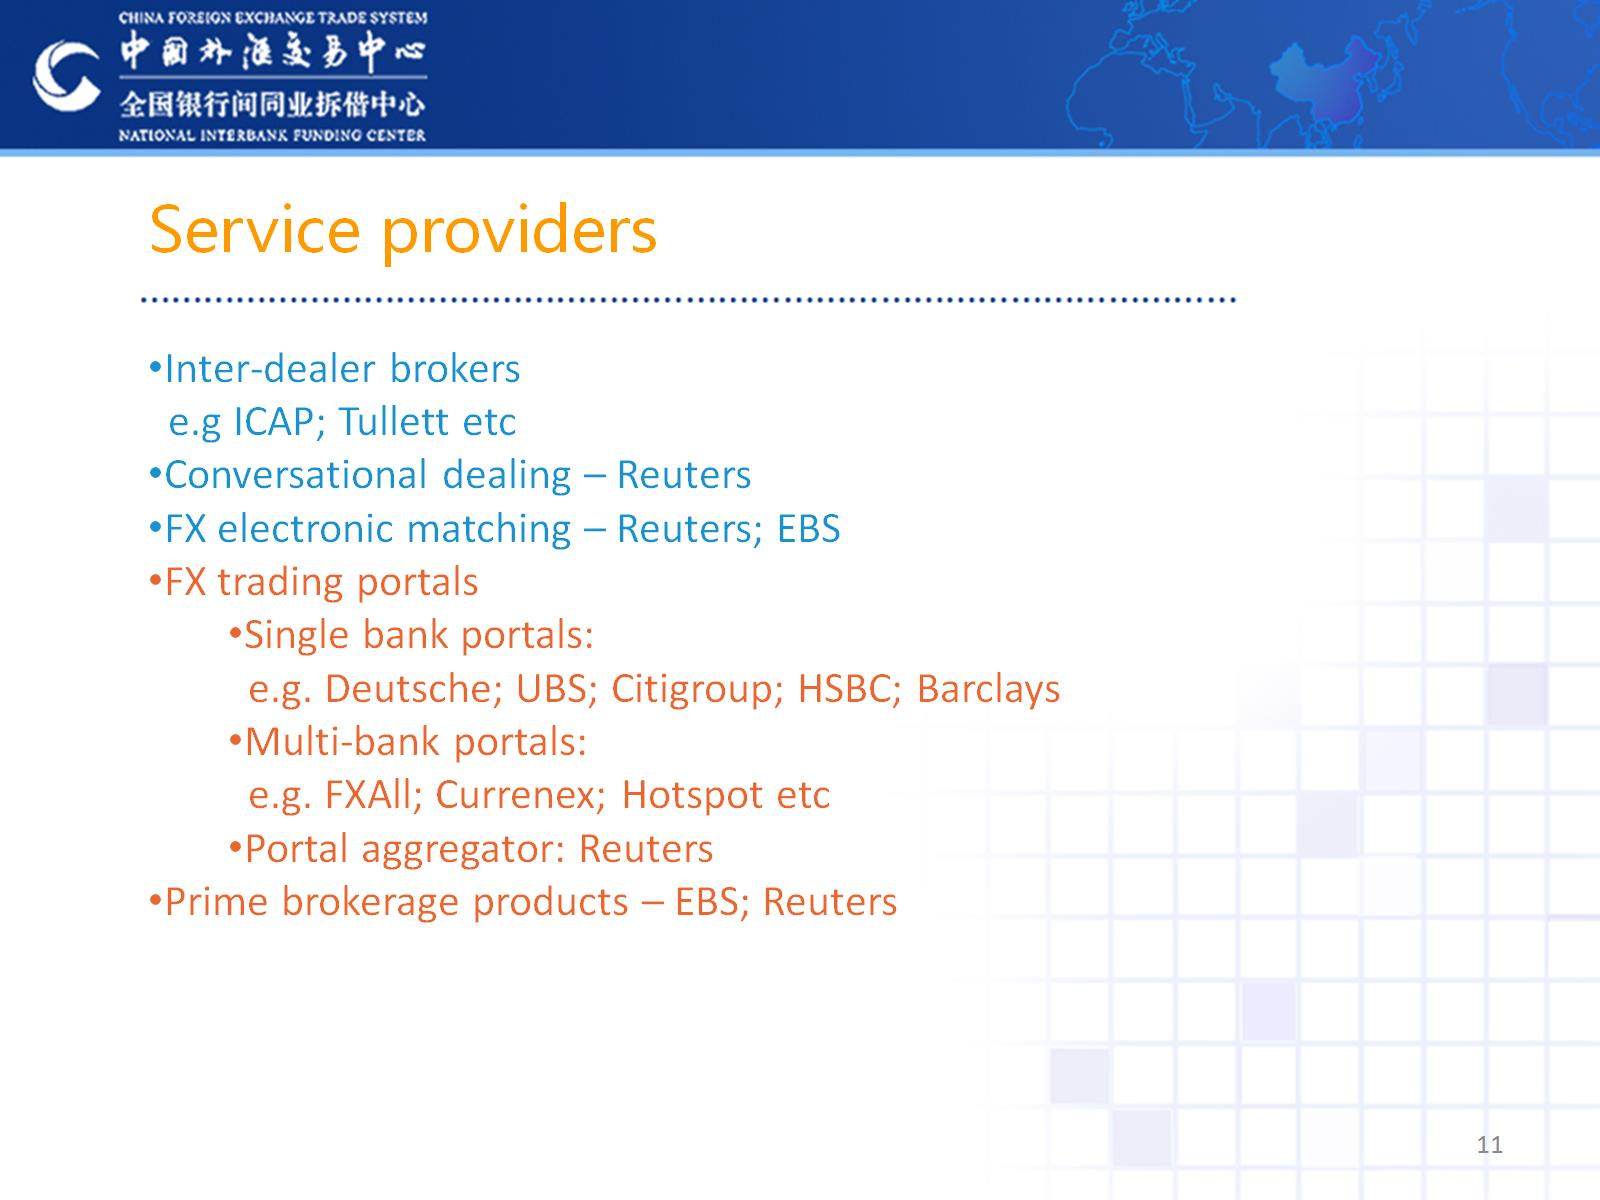 CHINA FOREIGN EXCHANGE TRADE SYSTEM
中国外汇交易中心
全国银行间同业拆借中心
NATIONAL INTERBANK FUNDING CENTER
Service providers
•Inter-dealer brokers
e.g ICAP; Tullett etc
•Conversational dealing – Reuters
•FX electronic matching – Reuters; EBS
•FX trading portals
•Single bank portals:
e.g. Deutsche; UBS; Citigroup; HSBC; Barclays
•Multi-bank portals:
e.g. FXAll; Currenex; Hotspot etc
•Portal aggregator: Reuters
•Prime brokerage products – EBS; Reuters
11